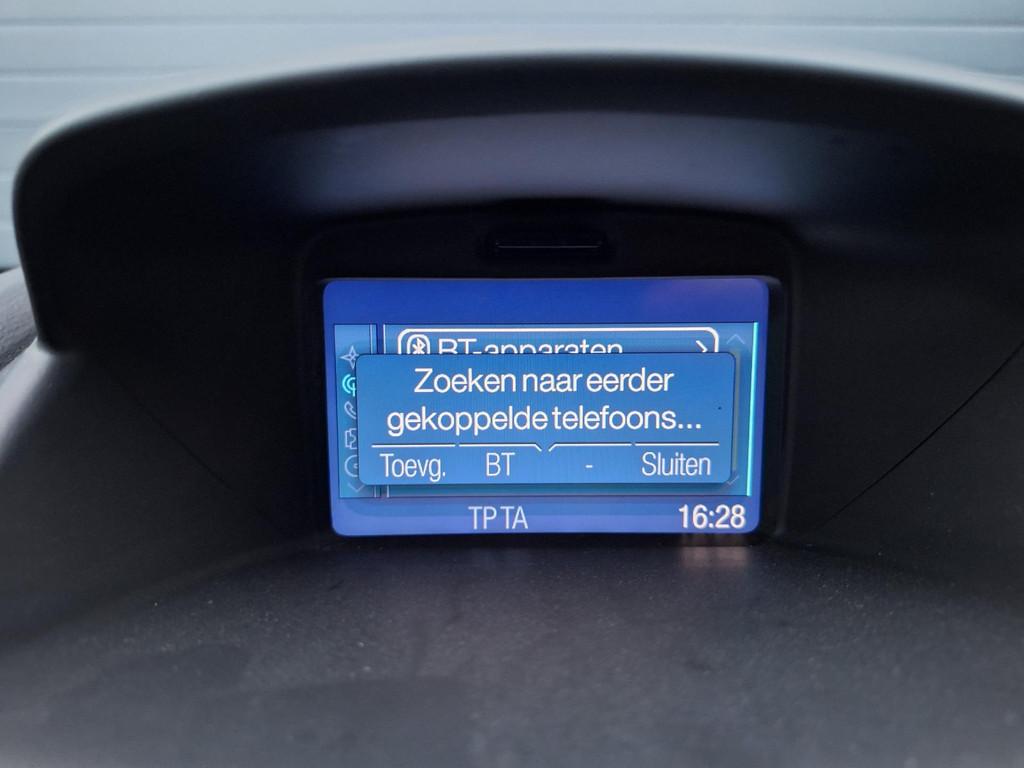 BT-apparaten
Zoeken naar eerder
gekoppelde telefoons...
Toevg. BT - Sluiten
TP TA 16:28